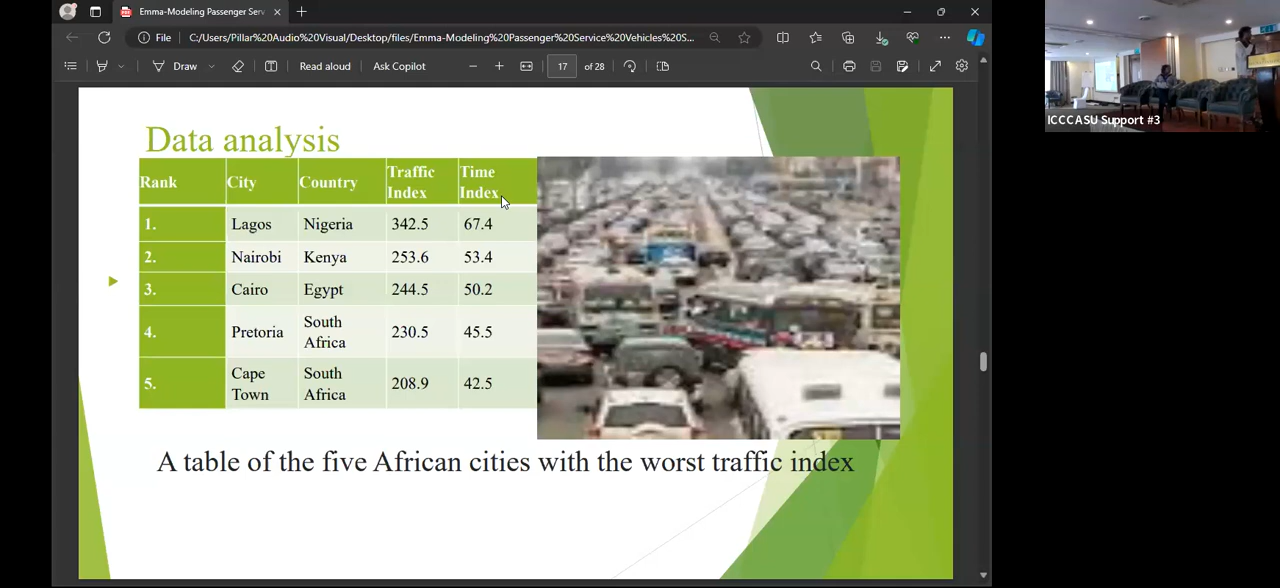 Emma-Modeling Passenger Serv
File
C:/Users/Pillar%20Audio%20Visual/Desktop/files/Emma-Modeling%20Passenger%20Service%20Vehicles%20S...
Draw
Read aloud
Ask Copilot
17
of 28
ICCCASU Support #3
Data analysis
Rank City Country Traffic Index Time Index
1. Lagos Nigeria 342.5 67.4
2. Nairobi Kenya 253.6 53.4
3. Cairo Egypt 244.5 50.2
4. Pretoria South Africa 230.5 45.5
5. Cape Town South Africa 208.9 42.5
A table of the five African cities with the worst traffic index